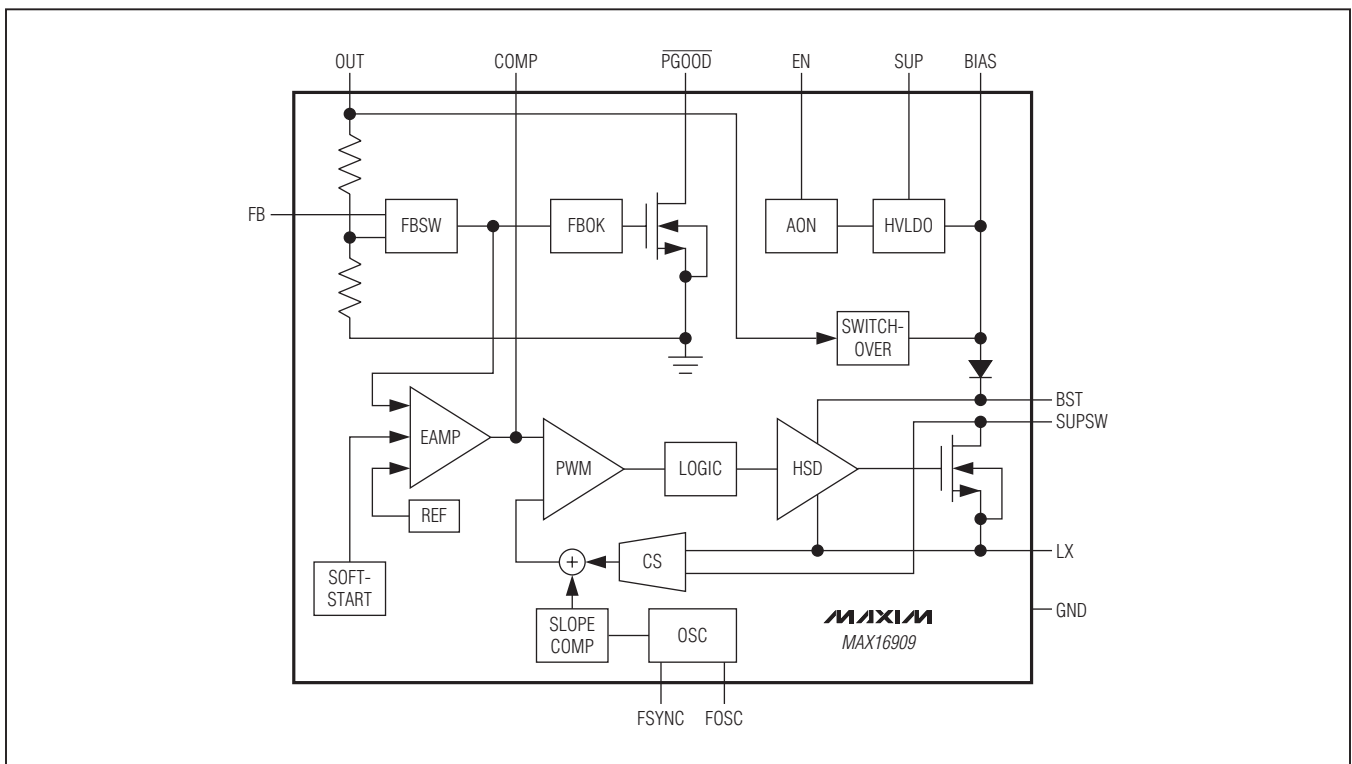 OUT
COMP
PGOOD
EN
SUP
BIAS
FB
FBSW
FBOK
AON
HVLDO
SWITCH-
OVER
BST
SUPSW
EAMP
PWM
LOGIC
HSD
REF
CS
+
LX
SOFT-
START
SLOPE
COMP
OSC
MAXIM
MAX16909
GND
FSYNC
FOSC